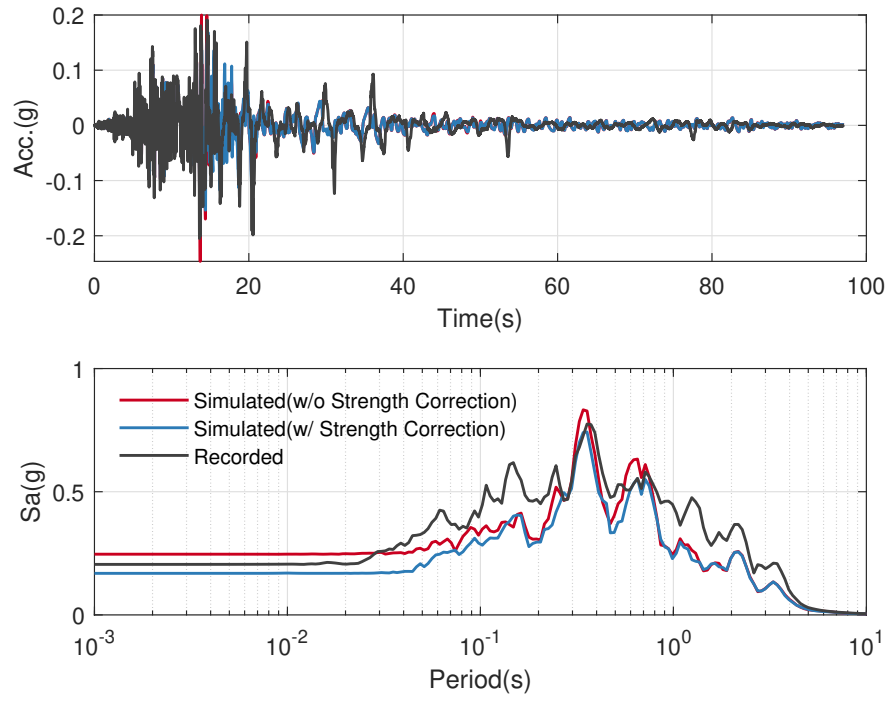 0.2
0.1
0
-0.1
-0.2
Acc.(g)
0 20 40 60 80 100
Time(s)
1
0.5
0
Sa(g)
Simulated(w/o Strength Correction)
Simulated(w/ Strength Correction)
Recorded
10^-3 10^-2 10^-1 10^0 10^1
Period(s)